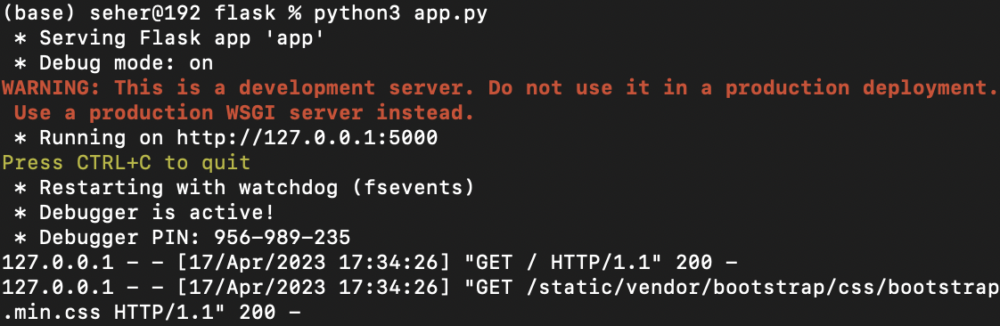 (base) seher@192 flask % python3 app.py
 * Serving Flask app 'app'
 * Debug mode: on
WARNING: This is a development server. Do not use it in a production deployment.
 Use a production WSGI server instead.
 * Running on http://127.0.0.1:5000
Press CTRL+C to quit
 * Restarting with watchdog (fsevents)
 * Debugger is active!
 * Debugger PIN: 956-989-235
127.0.0.1 - - [17/Apr/2023 17:34:26] "GET / HTTP/1.1" 200 -
127.0.0.1 - - [17/Apr/2023 17:34:26] "GET /static/vendor/bootstrap/css/bootstrap
.min.css HTTP/1.1" 200 -